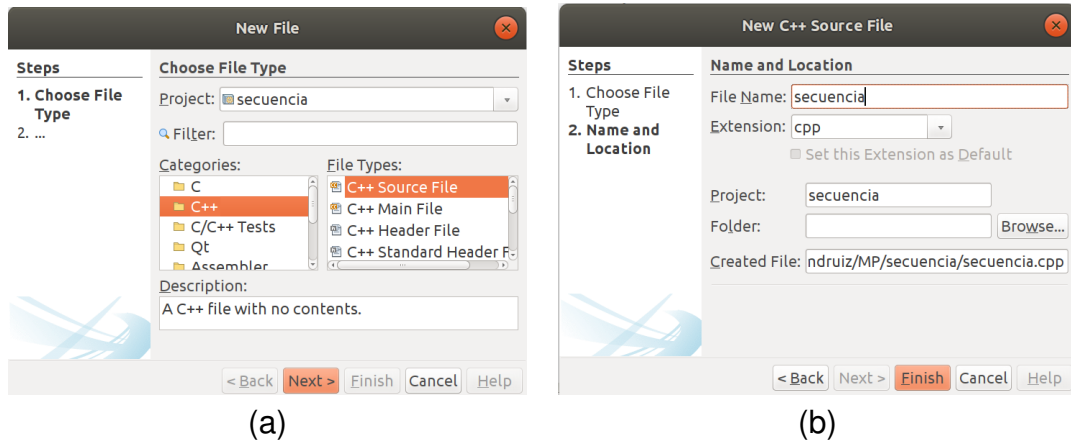 New File
Steps
1. Choose File
Type
2. ...
Choose File Type
Project: secuencia
Filter:
Categories:
C
C++
C/C++ Tests
Qt
Assembler
File Types:
C++ Source File
C++ Main File
C++ Header File
C++ Standard Header F
Description:
A C++ file with no contents.
< Back Next > Finish Cancel Help
(a)
New C++ Source File
Steps
1. Choose File
Type
2. Name and
Location
Name and Location
File Name: secuencia
Extension: cpp
Set this Extension as Default
Project: secuencia
Folder: Browse...
Created File: ndruiz/MP/secuencia/secuencia.cpp
< Back Next > Finish Cancel Help
(b)